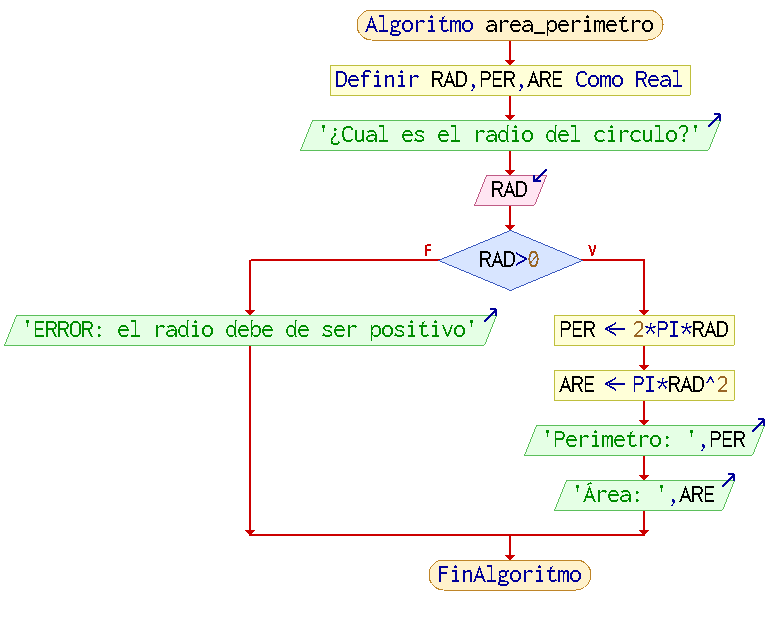 Algoritmo area_perimetro
Definir RAD,PER,ARE Como Real
'¿Cual es el radio del circulo?'
RAD
RAD>0
F
V
'ERROR: el radio debe de ser positivo'
PER ← 2*PI*RAD
ARE ← PI*RAD^2
'Perimetro: ',PER
'Área: ',ARE
FinAlgoritmo